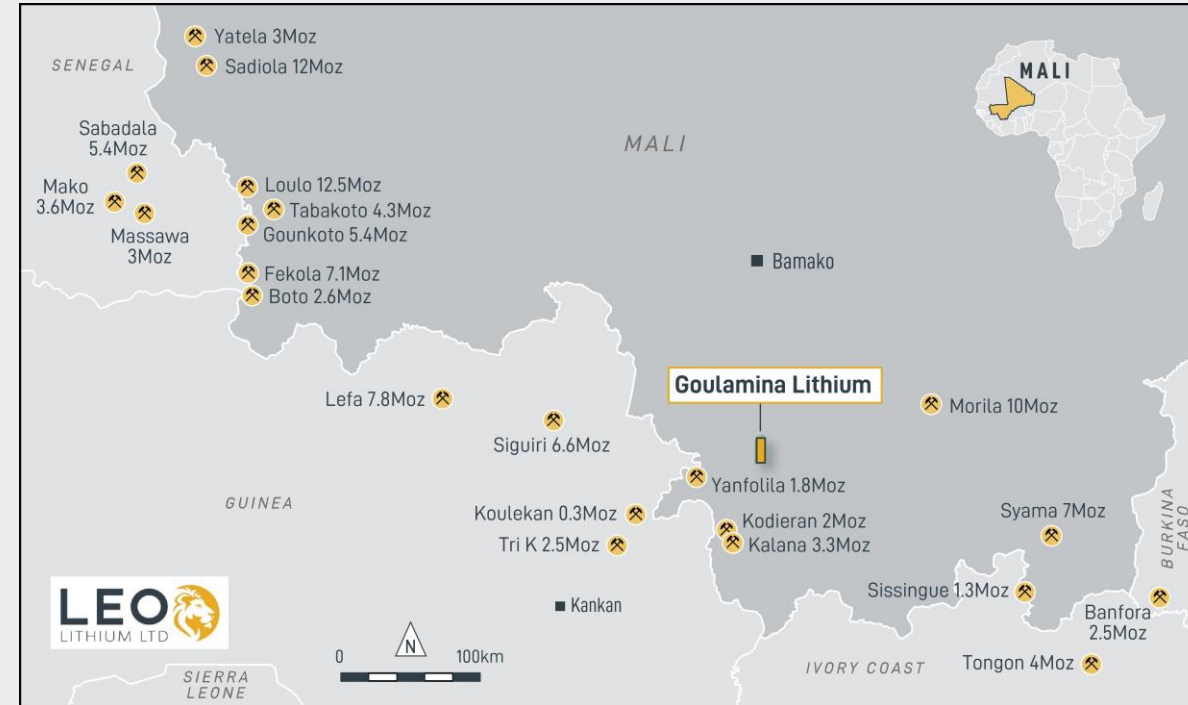 Yatela 3Moz
SENEGAL
Sadiola 12Moz
MALI
MALI
Sabadala
5.4Moz
Mako
3.6Moz
Massawa
3Moz
Loulo 12.5Moz
Tabakoto 4.3Moz
Gounkoto 5.4Moz
Fekola 7.1Moz
Boto 2.6Moz
Bamako
Goulamina Lithium
Lefa 7.8Moz
Siguiri 6.6Moz
Morila 10Moz
Yanfolila 1.8Moz
GUINEA
Koulekan 0.3Moz
Tri K 2.5Moz
Kodieran 2Moz
Kalana 3.3Moz
Syama 7Moz
BURKINA
FASO
Sissingue 1.3Moz
Banfora
2.5Moz
Kankan
LEO
LITHIUM LTD
N
0 100km
SIERRA
LEONE
IVORY COAST
Tongon 4Moz